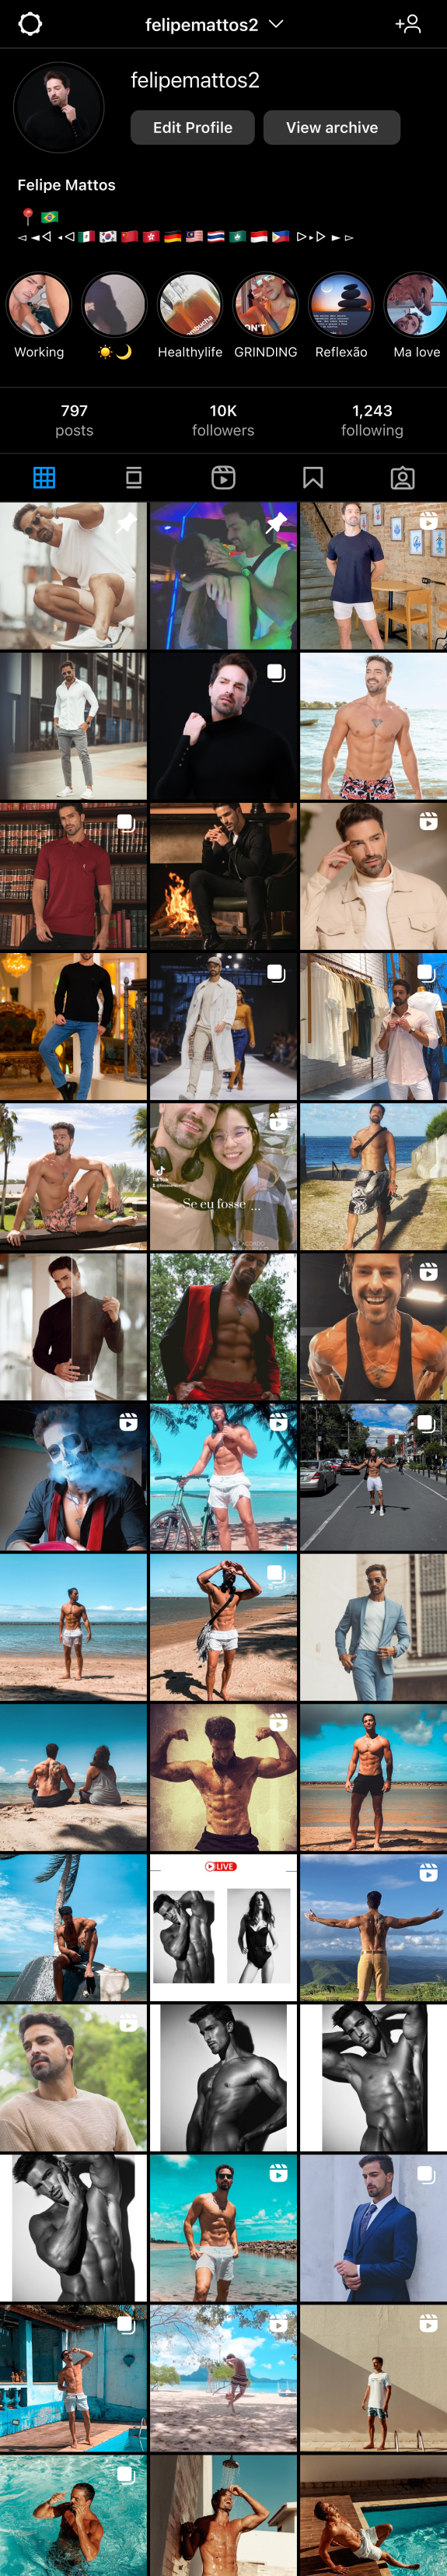 felipemattos2
felipemattos2
Edit Profile
View archive
Felipe Mattos
📍 🇧🇷
Working
☀️🌙
Healthylife
GRINDING
Reflexão
Ma love
797
posts
10K
followers
1,243
following
TikTok
Se eu fosse ...
LIVE